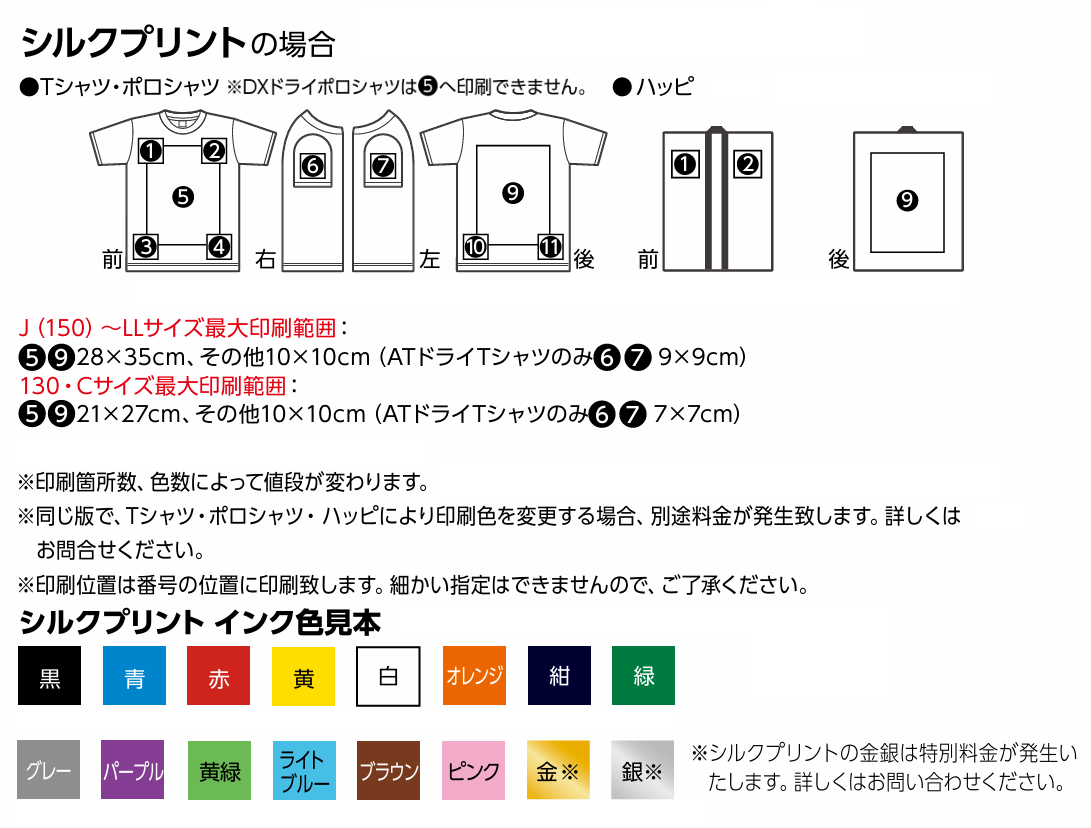 シルクプリントの場合
●Tシャツ・ポロシャツ ※DXドライポロシャツは❺へ印刷できません。 ●ハッピ
❶ ❷ ❻ ❼ ❶ ❷
❺ ❾ ❾
❸ ❹ ❿ ⓫
前 右 左 後 前 後
J（150）～LLサイズ最大印刷範囲：
❺❾28×35cm、その他10×10cm（ATドライTシャツのみ❻❼ 9×9cm）
130・Cサイズ最大印刷範囲：
❺❾21×27cm、その他10×10cm（ATドライTシャツのみ❻❼ 7×7cm）
※印刷箇所数、色数によって値段が変わります。
※同じ版で、Tシャツ・ポロシャツ・ハッピにより印刷色を変更する場合、別途料金が発生致します。詳しくは
お問合せください。
※印刷位置は番号の位置に印刷致します。細かい指定はできませんので、ご了承ください。
シルクプリント インク色見本
黒 青 赤 黄 白 オレンジ 紺 緑
グレー パープル 黄緑 ライト
ブルー ブラウン ピンク 金※ 銀※
※シルクプリントの金銀は特別料金が発生い
たします。詳しくはお問い合わせください。